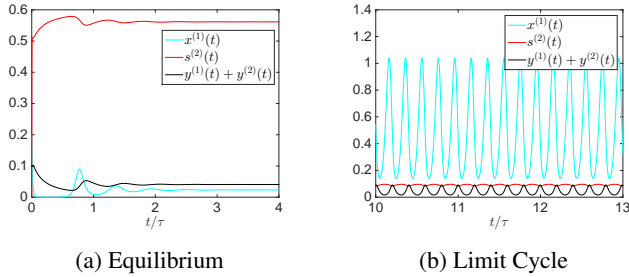 0.6
0.5
0.4
0.3
0.2
0.1
0
0 1 2 3 4
t/τ
x^{(1)}(t)
s^{(2)}(t)
y^{(1)}(t) + y^{(2)}(t)
(a) Equilibrium
1.4
1.2
1
0.8
0.6
0.4
0.2
0
10 11 12 13
t/τ
x^{(1)}(t)
s^{(2)}(t)
y^{(1)}(t) + y^{(2)}(t)
(b) Limit Cycle